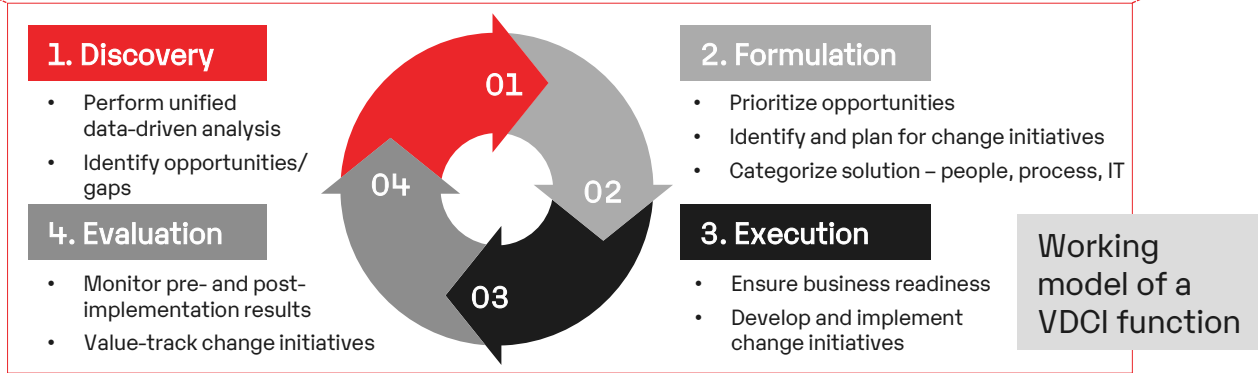 1. Discovery
• Perform unified
data-driven analysis
• Identify opportunities/
gaps
2. Formulation
• Prioritize opportunities
• Identify and plan for change initiatives
• Categorize solution – people, process, IT
01
02
03
04
4. Evaluation
• Monitor pre- and post-
implementation results
• Value-track change initiatives
3. Execution
• Ensure business readiness
• Develop and implement
change initiatives
Working
model of a
VDCI function